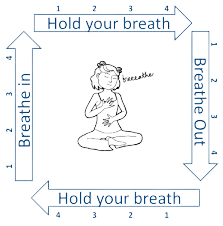 1 2 3 4
Hold your breath
breathe
Breathe in
4 3 2 1
Breathe Out
1 2 3 4
Hold your breath
4 3 2 1